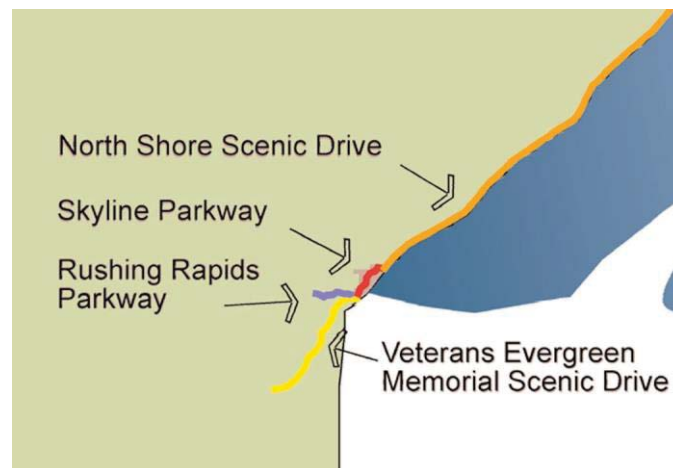 North Shore Scenic Drive
Skyline Parkway
Rushing Rapids
Parkway
Veterans Evergreen
Memorial Scenic Drive